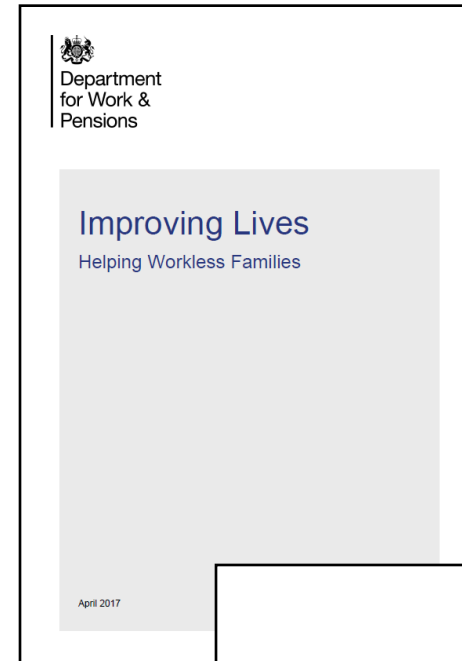 Department
for Work &
Pensions
Improving Lives
Helping Workless Families
April 2017